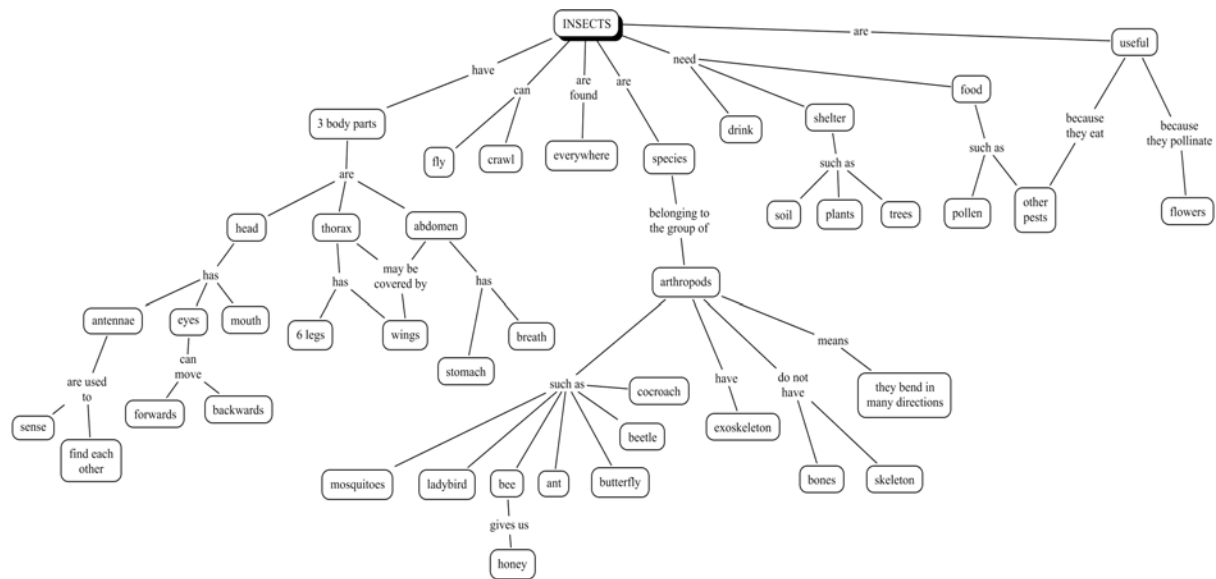 INSECTS
are
useful
have
can
are
found
are
need
food
3 body parts
fly
crawl
everywhere
species
drink
shelter
because
they eat
because
they pollinate
are
such as
such as
head
thorax
abdomen
belonging to
the group of
soil
plants
trees
pollen
other
pests
flowers
has
has
may be
covered by
has
arthropods
antennae
eyes
mouth
6 legs
wings
stomach
breath
can
move
are used
to
forwards
backwards
sense
find each
other
such as
cocroach
beetle
have
exoskeleton
do not
have
means
they bend in
many directions
mosquitoes
ladybird
bee
ant
butterfly
bones
skeleton
gives us
honey